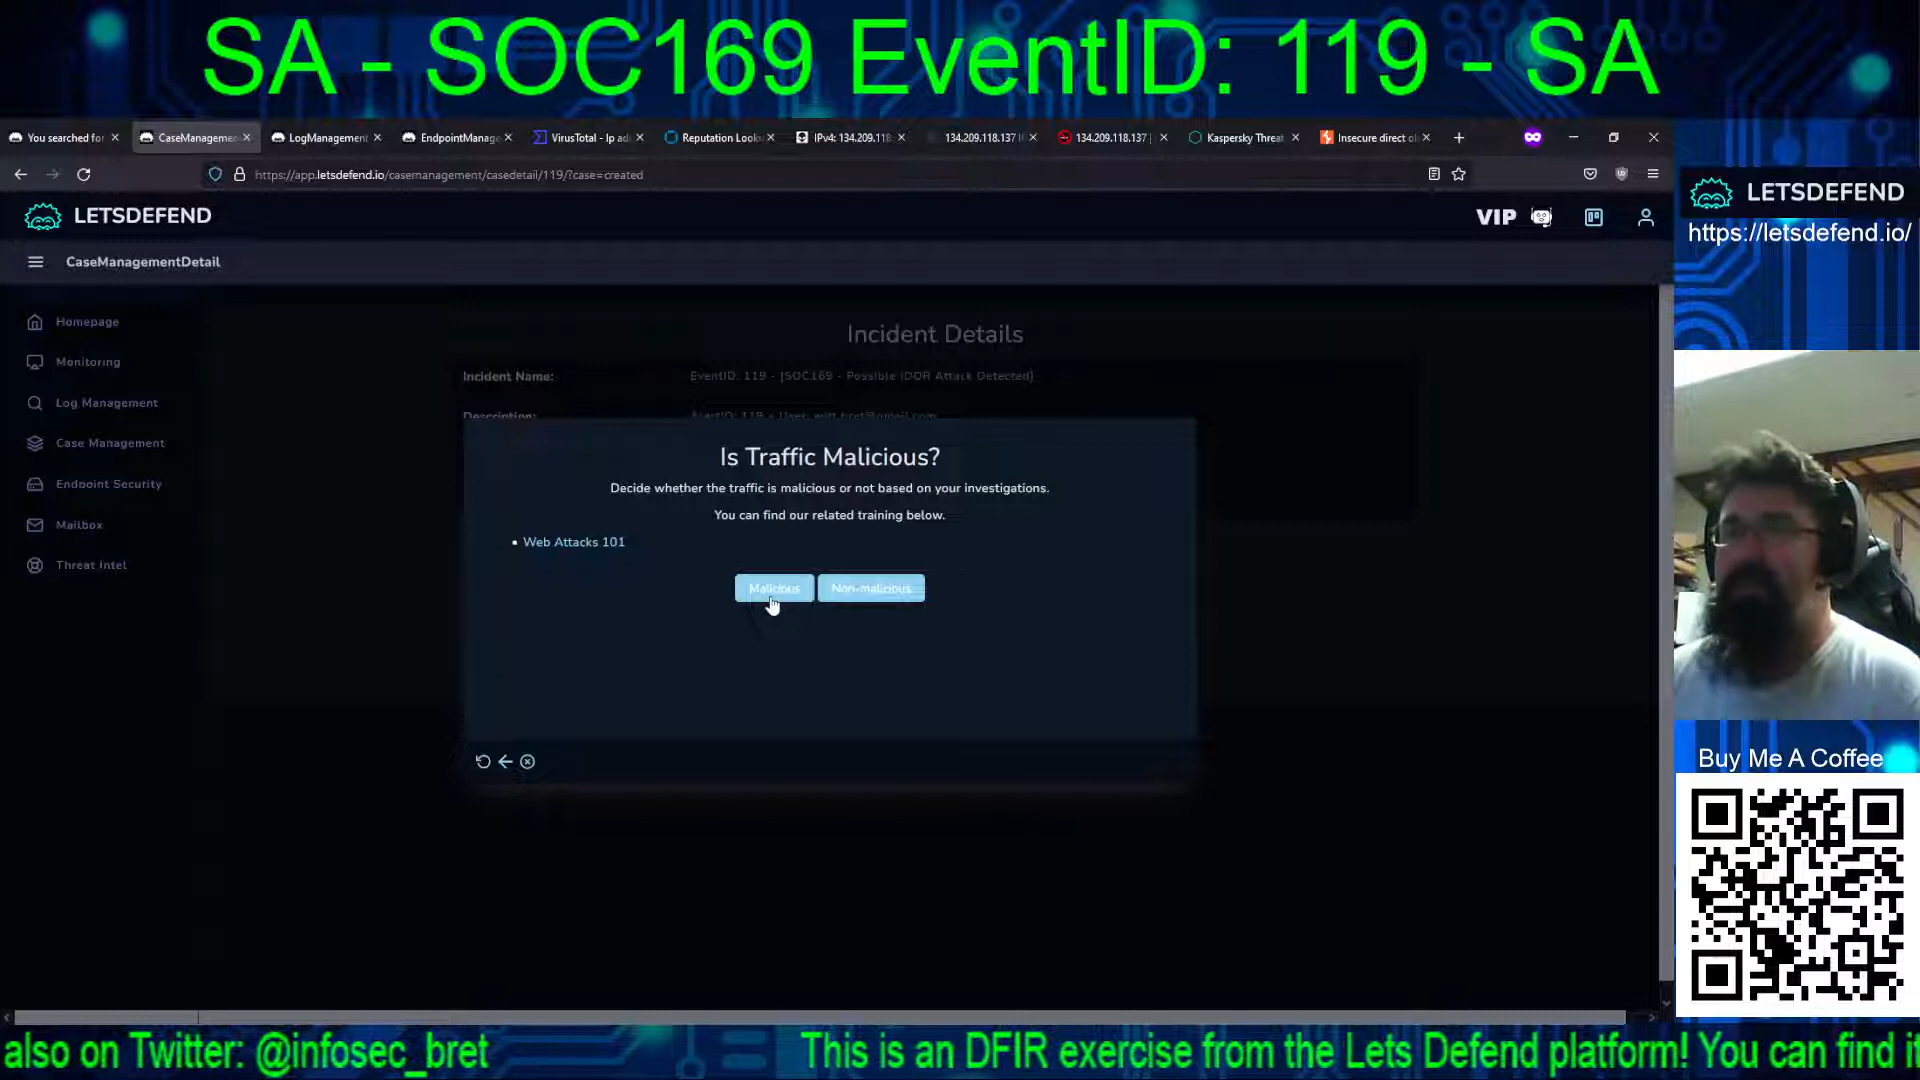 SA - SOC169 EventID: 119 - SA
You searched for
CaseManagemen
LogManagement
EndpointManage
VirusTotal - Ip ad
Reputation Look
IPv4: 134.209.118
134.209.118.137
134.209.118.137 |
Kaspersky Threat
Insecure direct o
https://app.letsdefend.io/casemanagement/casedetail/119/?case=created
LETSDEFEND
VIP
CaseManagementDetail
Homepage
Monitoring
Log Management
Case Management
Endpoint Security
Mailbox
Threat Intel
Incident Details
Incident Name:
EventID: 119 - [SOC169 - Possible IDOR Attack Detected]
Description:
EventID: 119 - User:
Is Traffic Malicious?
Decide whether the traffic is malicious or not based on your investigations.
You can find our related training below.
• Web Attacks 101
Malicious
Non-malicious
LETSDEFEND
https://letsdefend.io/
Buy Me A Coffee
also on Twitter: @infosec_bret
This is an DFIR exercise from the Lets Defend platform! You can find it